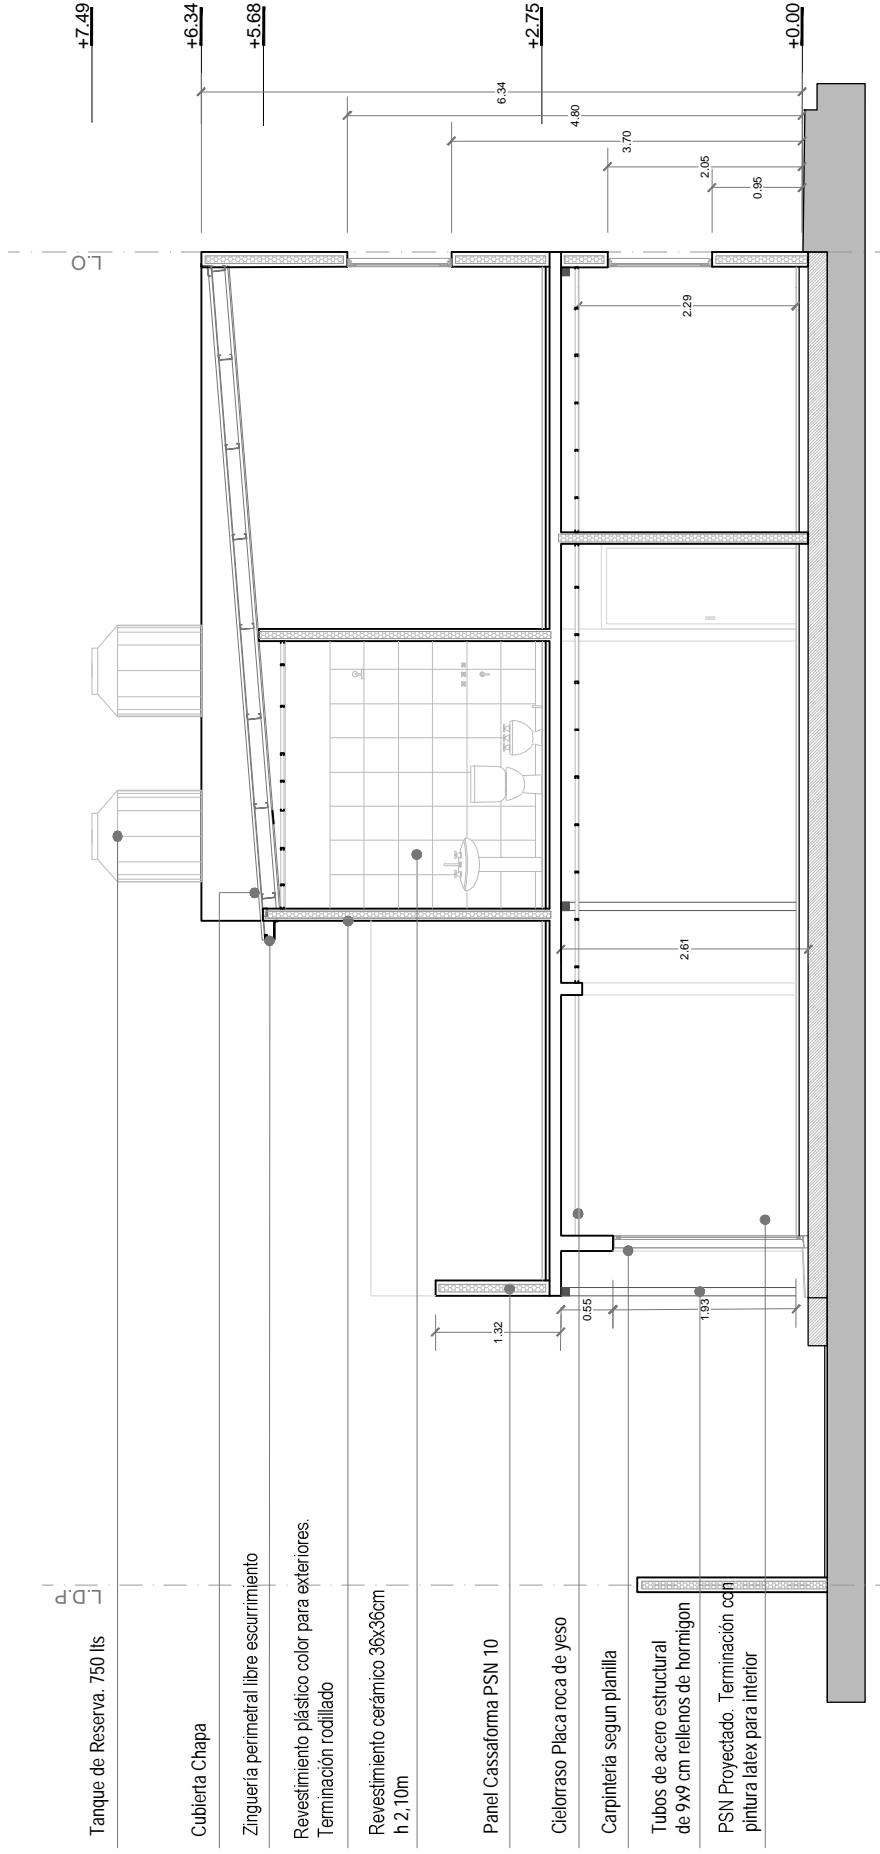 +7.49
+6.34
+5.68
+2.75
+0.00
6.34
4.80
3.70
2.05
0.95
L.O
2.29
2.61
0.55
1.93
1.32
L.D.P
Tanque de Reserva. 750 lts
Cubierta Chapa
Zinguería perimetral libre escurrimiento
Revestimiento plástico color para exteriores.
Terminación rodillado
Revestimiento cerámico 36x36cm
h 2,10m
Panel Cassaforma PSN 10
Cielorraso Placa roca de yeso
Carpinteria segun planilla
Tubos de acero estructural
de 9x9 cm rellenos de hormigon
PSN Proyectado. Terminación con
pintura latex para interior